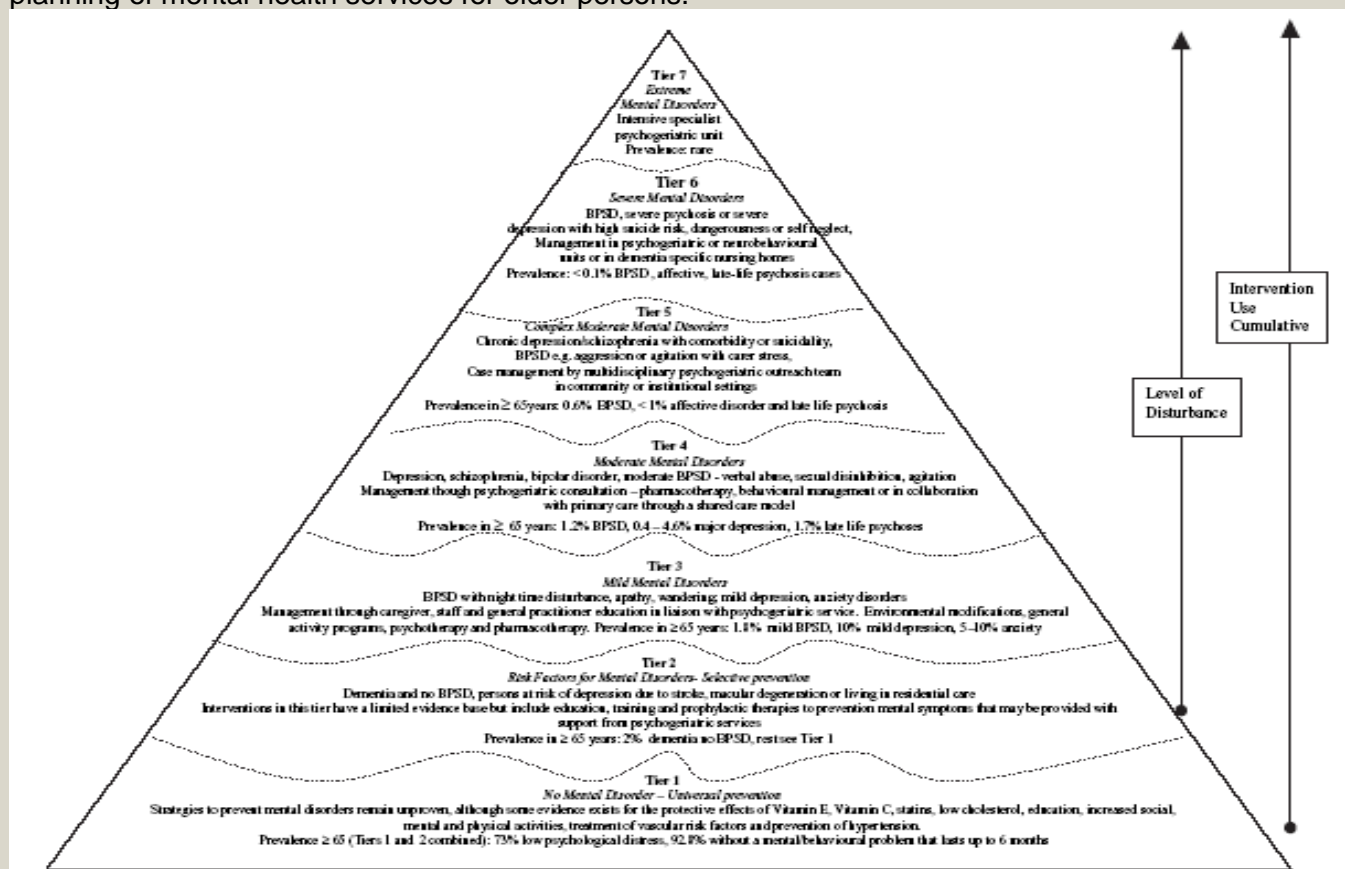 planning of mental health services for older persons.
Tier 7
Extreme
Mental Disorders
Intensive specialist
psychogeriatric unit
Prevalence: rare
Tier 6
Severe Mental Disorders
BPSD, severe psychosis or severe
depression with high suicide risk, dangerousness or self neglect,
Management in psychogeriatric or neurobehavioural
units or in dementia specific nursing homes
Prevalence: <0.1% BPSD, affective, late-life psychosis cases
Tier 5
Complex Moderate Mental Disorders
Chronic depression/schizophrenia with comorbidity or suicidality,
BPSD e.g. aggression or agitation with carer stress,
Case management by multidisciplinary psychogeriatric outreach team
in community or institutional settings
Prevalence in ≥ 65years: 0.6% BPSD, < 1% affective disorder and late life psychosis
Tier 4
Moderate Mental Disorders
Depression, schizophrenia, bipolar disorder, moderate BPSD - verbal abuse, sexual disinhibition, agitation
Management though psychogeriatric consultation – pharmacotherapy, behavioural management or in collaboration
with primary care through a shared care model
Prevalence in ≥ 65 years: 1.2% BPSD, 0.4 – 4.6% major depression, 1.7% late life psychoses
Tier 3
Mild Mental Disorders
BPSD with night time disturbance, apathy, wandering; mild depression, anxiety disorders
Management through caregiver, staff and general practitioner education in liaison with psychogeriatric service. Environmental modifications, general
activity programs, psychotherapy and pharmacotherapy. Prevalence in ≥65 years: 1.8% mild BPSD, 10% mild depression, 5–10% anxiety
Tier 2
Risk Factors for Mental Disorders- Selective prevention
Dementia and no BPSD, persons at risk of depression due to stroke, macular degeneration or living in residential care
Interventions in this tier have a limited evidence base but include education, training and prophylactic therapies to prevention mental symptoms that may be provided with
support from psychogeriatric services
Prevalence in ≥ 65 years: 2% dementia no BPSD, rest see Tier 1
Tier 1
No Mental Disorder – Universal prevention
Strategies to prevent mental disorders remain unproven, although some evidence exists for the protective effects of Vitamin E, Vitamin C, statins, low cholesterol, education, increased social,
mental and physical activities, treatment of vascular risk factors and prevention of hypertension.
Prevalence ≥ 65 (Tiers 1 and 2 combined): 73% low psychological distress, 92.8% without a mental/behavioural problem that lasts up to 6 months
Level of
Disturbance
Intervention
Use
Cumulative